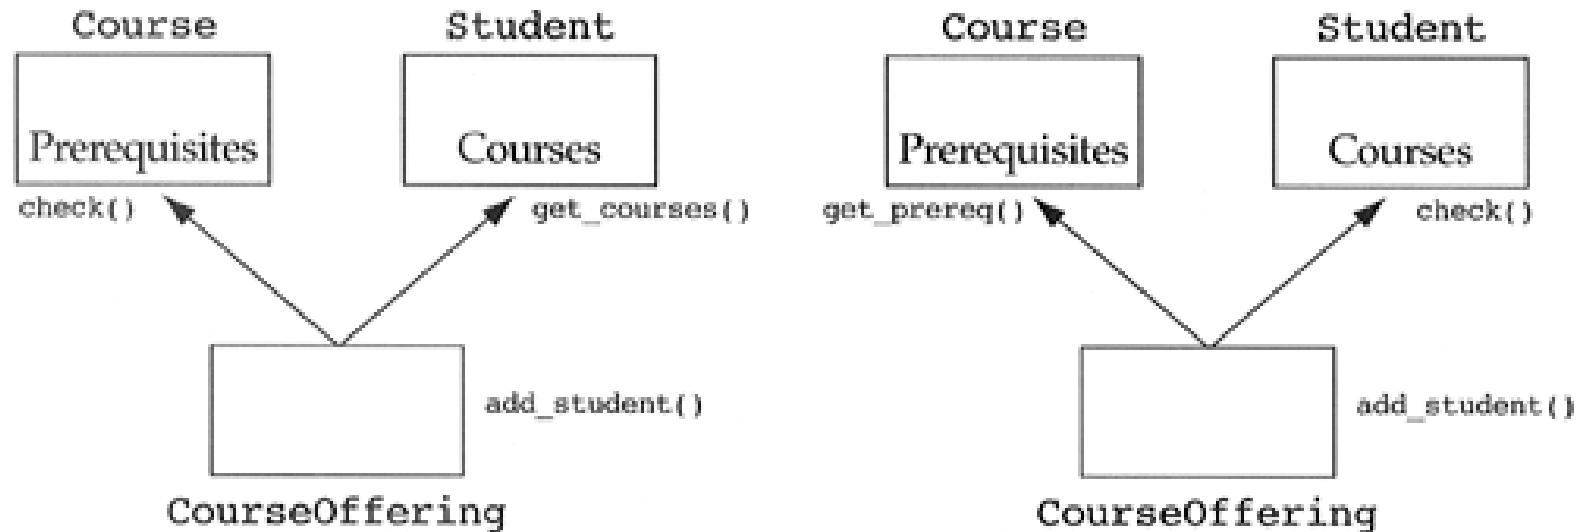 Course Student
Prerequisites Courses
check() get_courses()
add_student()
CourseOffering
Course Student
Prerequisites Courses
get_prereq() check()
add_student()
CourseOffering